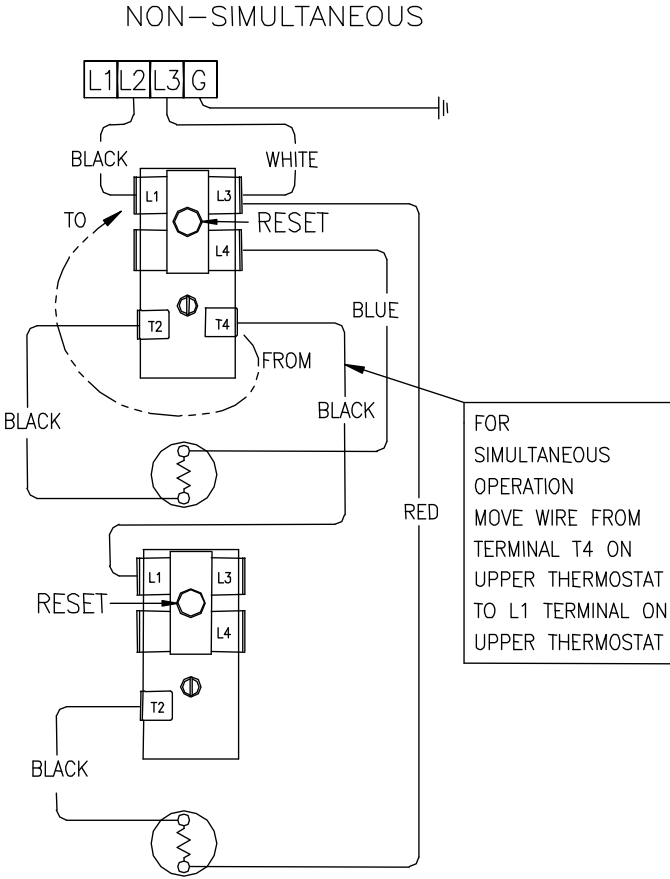 NON-SIMULTANEOUS
L1 L2 L3 G
BLACK
WHITE
L1
L3
TO
RESET
L4
BLUE
T2
T4
FROM
BLACK
BLACK
FOR
SIMULTANEOUS
OPERATION
MOVE WIRE FROM
TERMINAL T4 ON
UPPER THERMOSTAT
TO L1 TERMINAL ON
UPPER THERMOSTAT
RED
L1
L3
RESET
L4
T2
BLACK